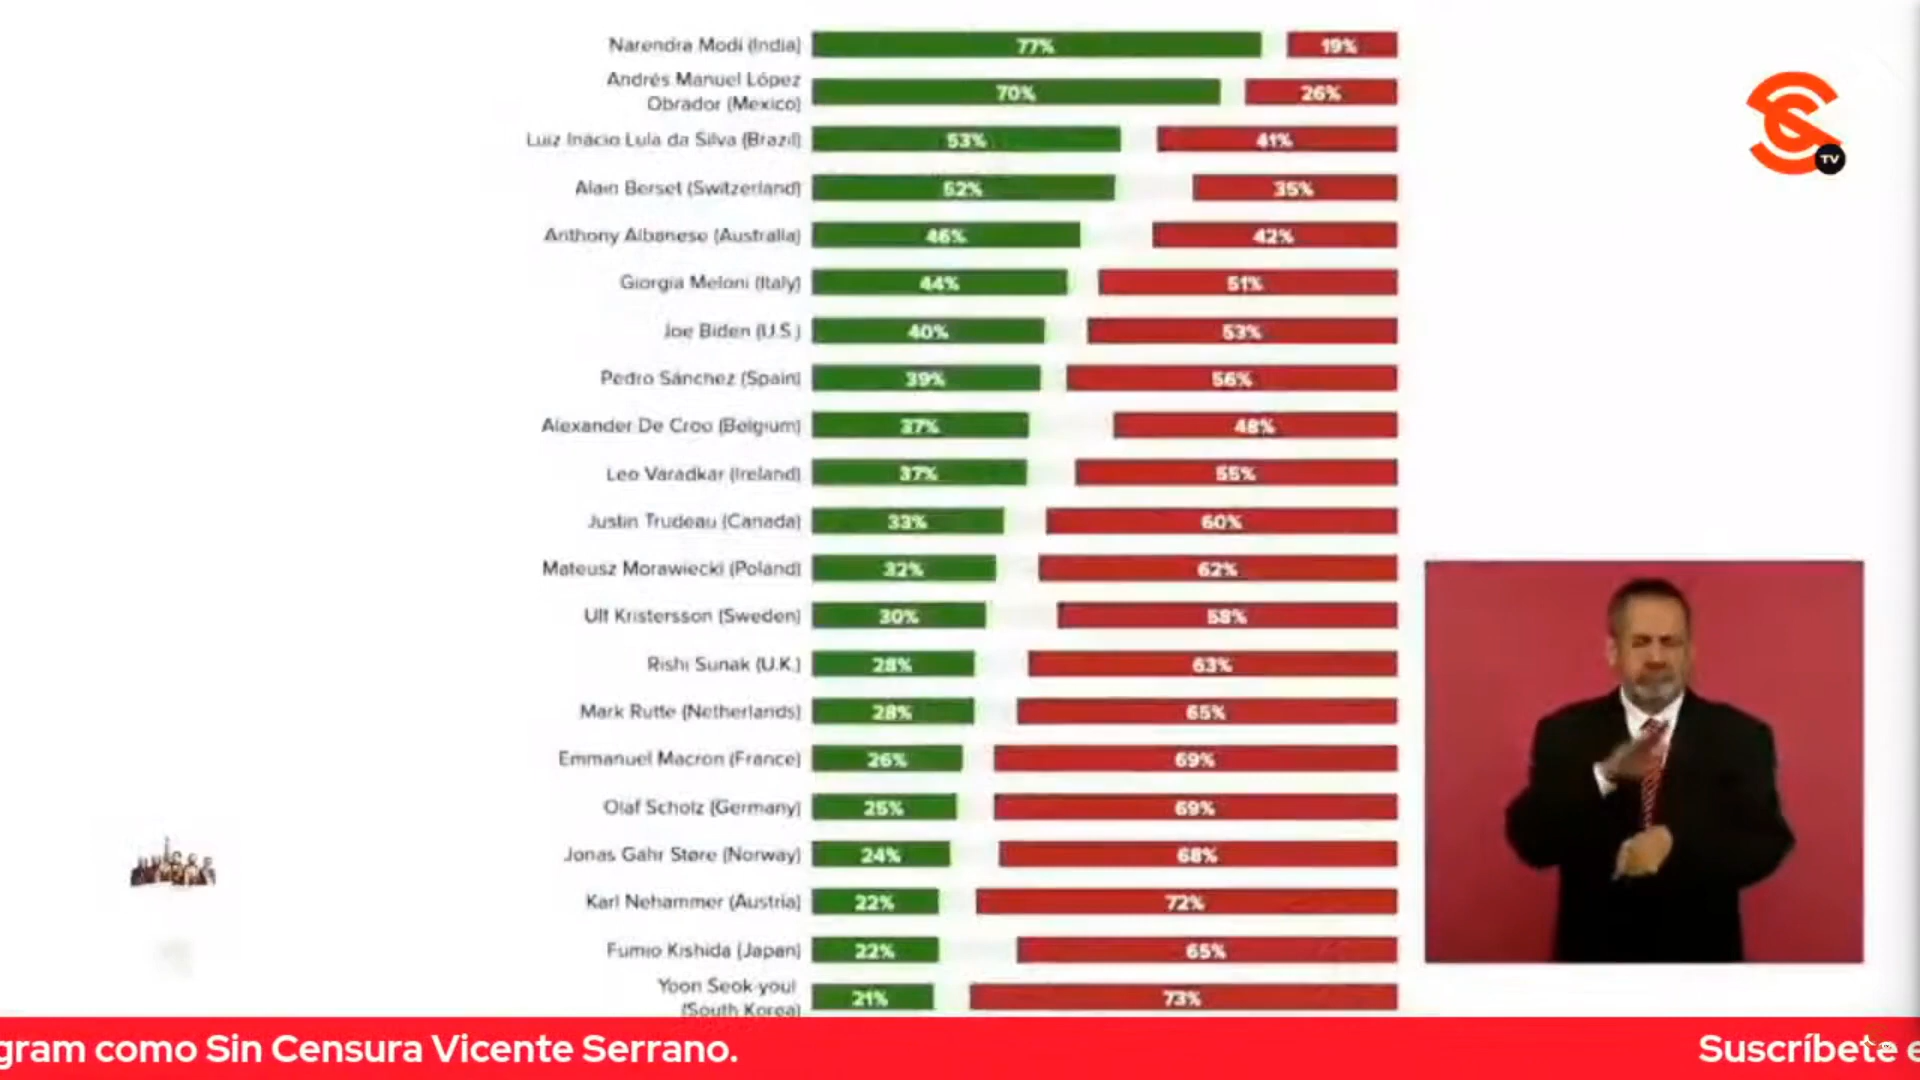 Narendra Modi (India) 77% 19%
Andrés Manuel López
Obrador (Mexico) 70% 26%
Luiz Inácio Lula da Silva (Brazil) 53% 41%
Alain Berset (Switzerland) 52% 35%
Anthony Albanese (Australia) 46% 42%
Giorgia Meloni (Italy) 44% 51%
Joe Biden (U.S.) 40% 53%
Pedro Sánchez (Spain) 39% 56%
Alexander De Croo (Belgium) 37% 48%
Leo Varadkar (Ireland) 37% 55%
Justin Trudeau (Canada) 33% 60%
Mateusz Morawiecki (Poland) 32% 62%
Ulf Kristersson (Sweden) 30% 58%
Rishi Sunak (U.K.) 28% 63%
Mark Rutte (Netherlands) 28% 65%
Emmanuel Macron (France) 26% 69%
Olaf Scholz (Germany) 25% 69%
Jonas Gahr Støre (Norway) 24% 68%
Karl Nehammer (Austria) 22% 72%
Fumio Kishida (Japan) 22% 65%
Yoon Seok-youl
(South Korea) 21% 73%
TV
gram como Sin Censura Vicente Serrano. Suscríbete e